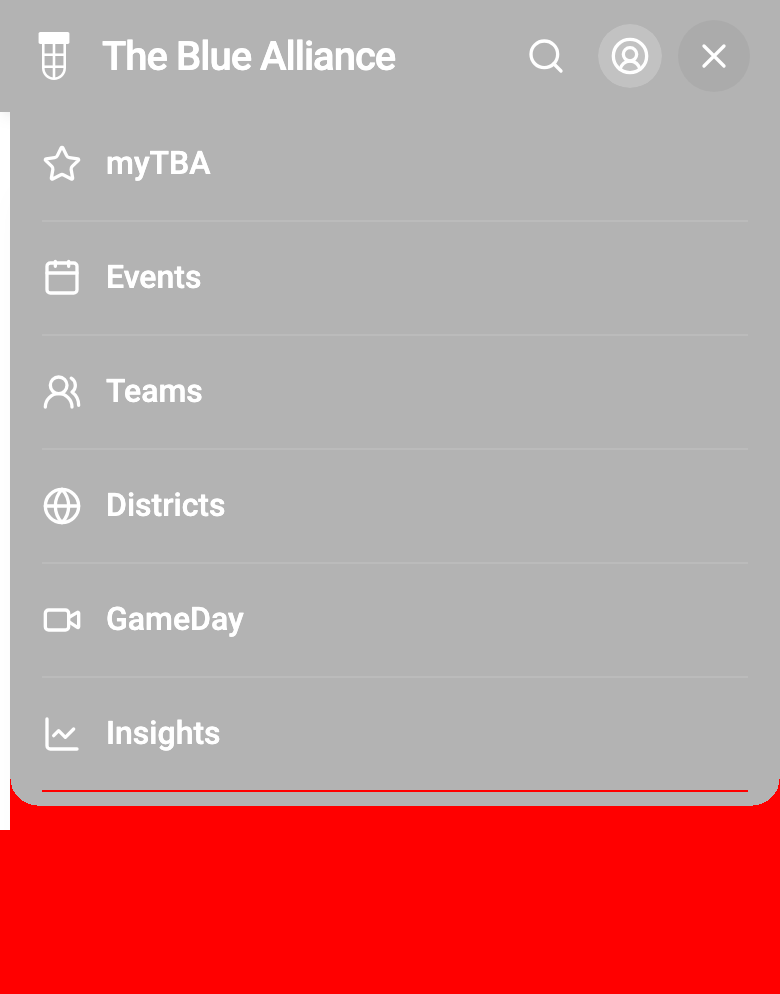 The Blue Alliance
myTBA
Events
Teams
Districts
GameDay
Insights